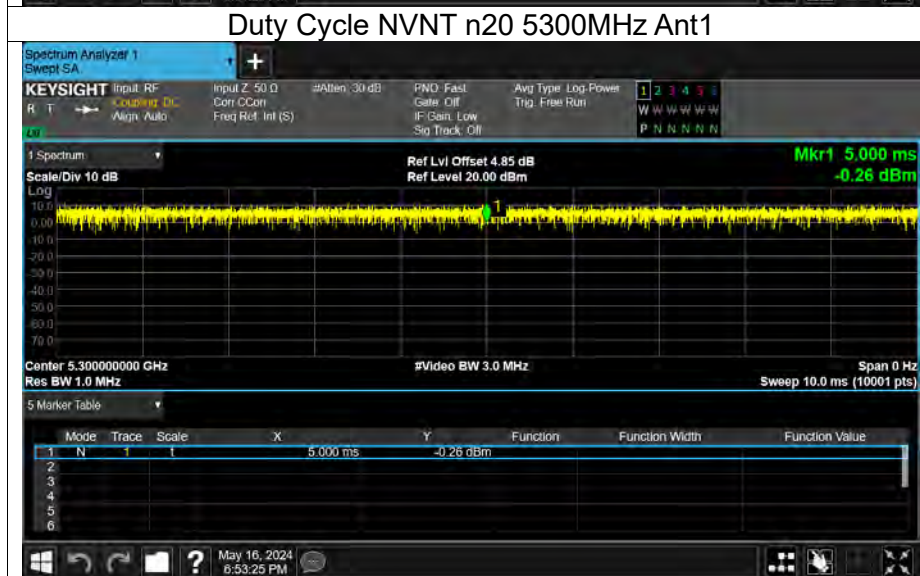 Duty Cycle NVNT n20 5300MHz Ant1
Spectrum Analyzer 1
Swept SA
+
KEYSIGHT Input: RF Input Z: 50 Ω #Atten: 30 dB PNO: Fast Avg Type: Log-Power 1 2 3 4 5 6
R T Coupling: DC Corr CCorr Gate: Off Trig: Free Run W W W W W W
Align: Auto Freq Ref: Int (S) IF Gain: Low
Sig Track: Off P N N N N N
1 Spectrum
Scale/Div 10 dB
Ref Lvl Offset 4.85 dB
Ref Level 20.00 dBm
Mkr1 5.000 ms
-0.26 dBm
Log
10.0
0.00
-10.0
-20.0
-30.0
-40.0
-50.0
-60.0
-70.0
1
Center 5.300000000 GHz #Video BW 3.0 MHz Span 0 Hz
Res BW 1.0 MHz Sweep 10.0 ms (10001 pts)
5 Marker Table
Mode Trace Scale X Y Function Function Width Function Value
1 N 1 t 5.000 ms -0.26 dBm
2
3
4
5
6
? May 16, 2024
6:53:25 PM